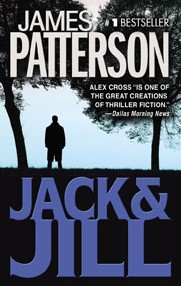 JAMES
#1 BESTSELLER
PATTERSON
ALEX CROSS "IS ONE OF
THE GREAT CREATIONS
OF THRILLER FICTION."
—Dallas Morning News
JACK &
JILL